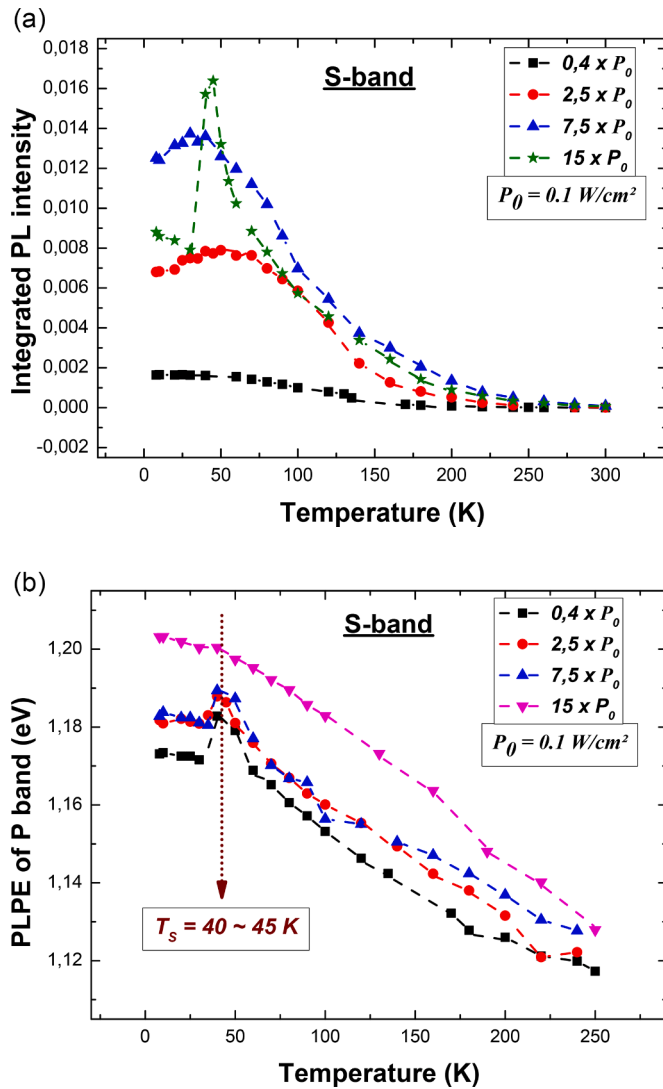 (a)
0,018
0,016
0,014
0,012
0,010
0,008
0,006
0,004
0,002
0,000
-0,002
Integrated PL intensity
S-band
0,4 x P₀
2,5 x P₀
7,5 x P₀
15 x P₀
P₀ = 0.1 W/cm²
0 50 100 150 200 250 300
Temperature (K)
(b)
1,20
1,18
1,16
1,14
1,12
PLPE of P band (eV)
S-band
0,4 x P₀
2,5 x P₀
7,5 x P₀
15 x P₀
P₀ = 0.1 W/cm²
T_S = 40 ~ 45 K
0 50 100 150 200 250
Temperature (K)